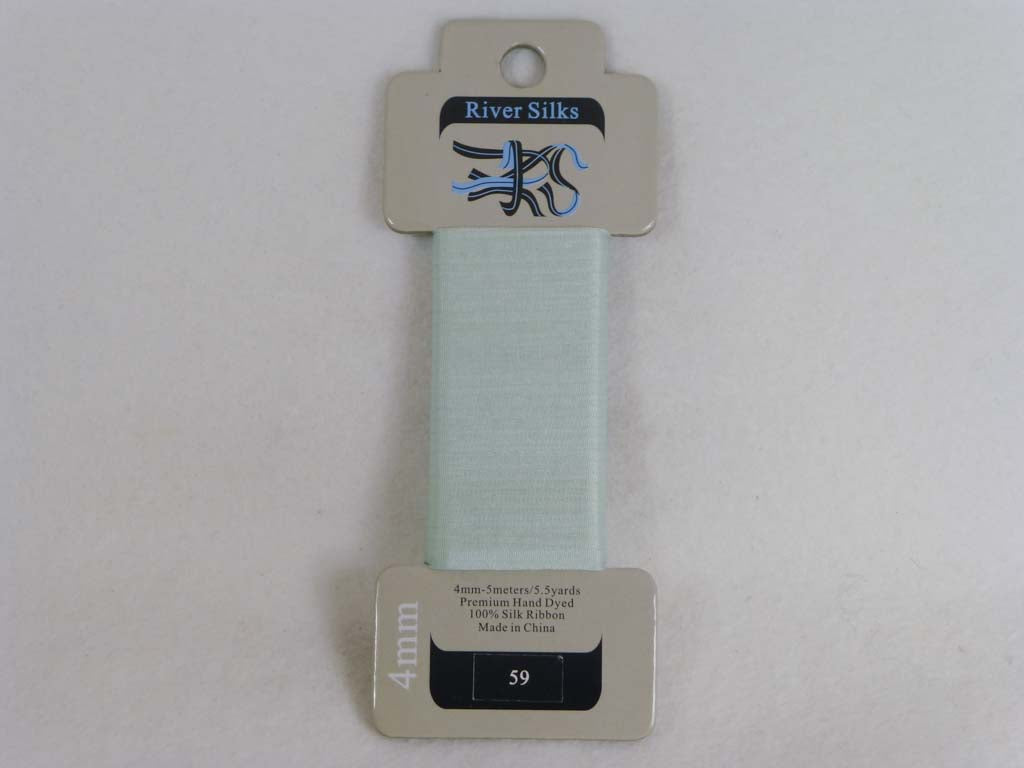 River Silks
4mm-5meters/5.5yards
Premium Hand Dyed
100% Silk Ribbon
Made in China
4mm
59